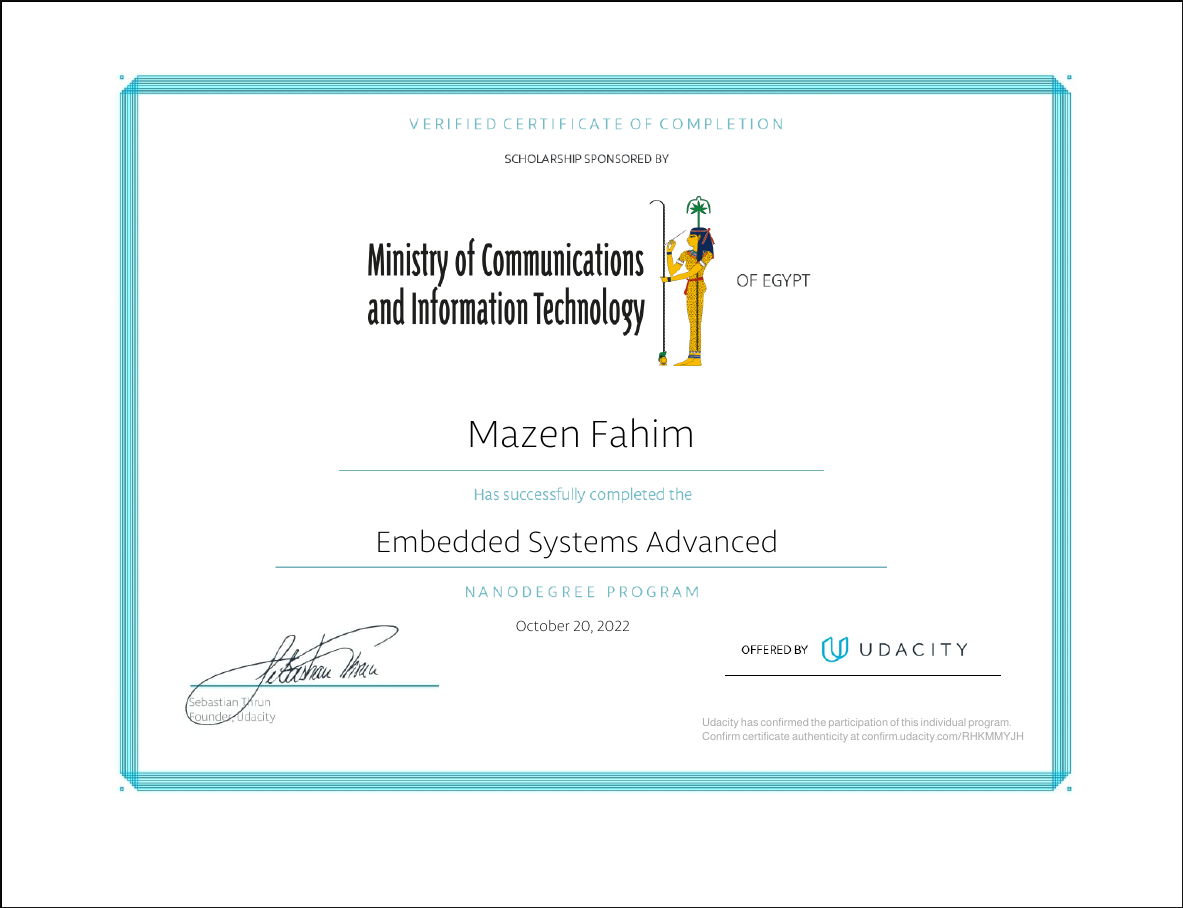 VERIFIED CERTIFICATE OF COMPLETION
SCHOLARSHIP SPONSORED BY
Ministry of Communications
and Information Technology
OF EGYPT
Mazen Fahim
Has successfully completed the
Embedded Systems Advanced
NANODEGREE PROGRAM
October 20, 2022
Sebastian Thrun
OFFERED BY UDACITY
Sebastian Thrun
Founder, Udacity
Udacity has confirmed the participation of this individual program.
Confirm certificate authenticity at confirm.udacity.com/RHKMMYJH